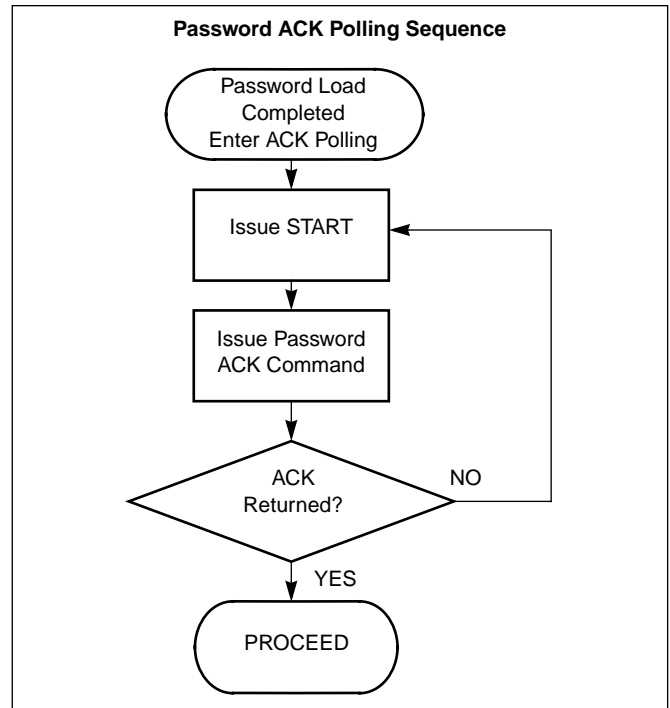 Password ACK Polling Sequence
Password Load
Completed
Enter ACK Polling
Issue START
Issue Password
ACK Command
ACK
Returned?
NO
YES
PROCEED